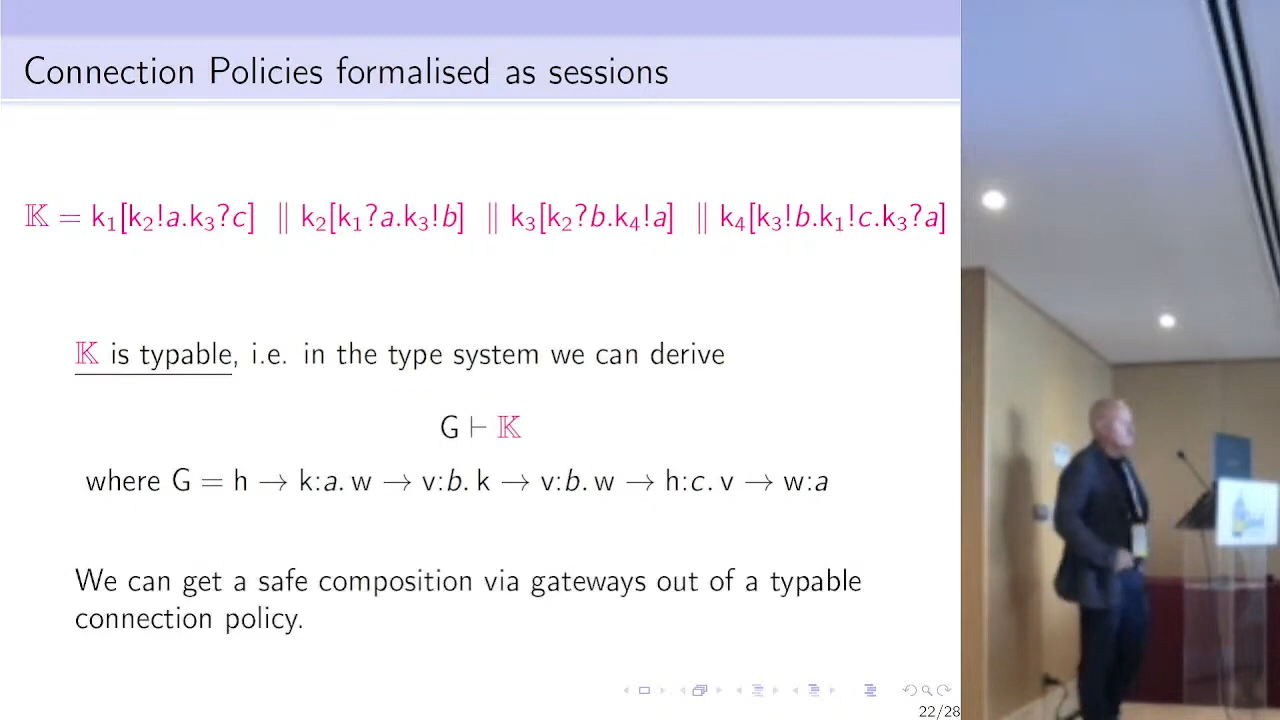 Connection Policies formalised as sessions
𝕂 = k₁[k₂!a.k₃?c] ∥ k₂[k₁?a.k₃!b] ∥ k₃[k₂?b.k₄!a] ∥ k₄[k₃!b.k₁!c.k₃?a]
𝕂 is typable, i.e. in the type system we can derive
G ⊢ 𝕂
where G = h → k:a. w → v:b. k → v:b. w → h:c. v → w:a
We can get a safe composition via gateways out of a typable
connection policy.
22/28